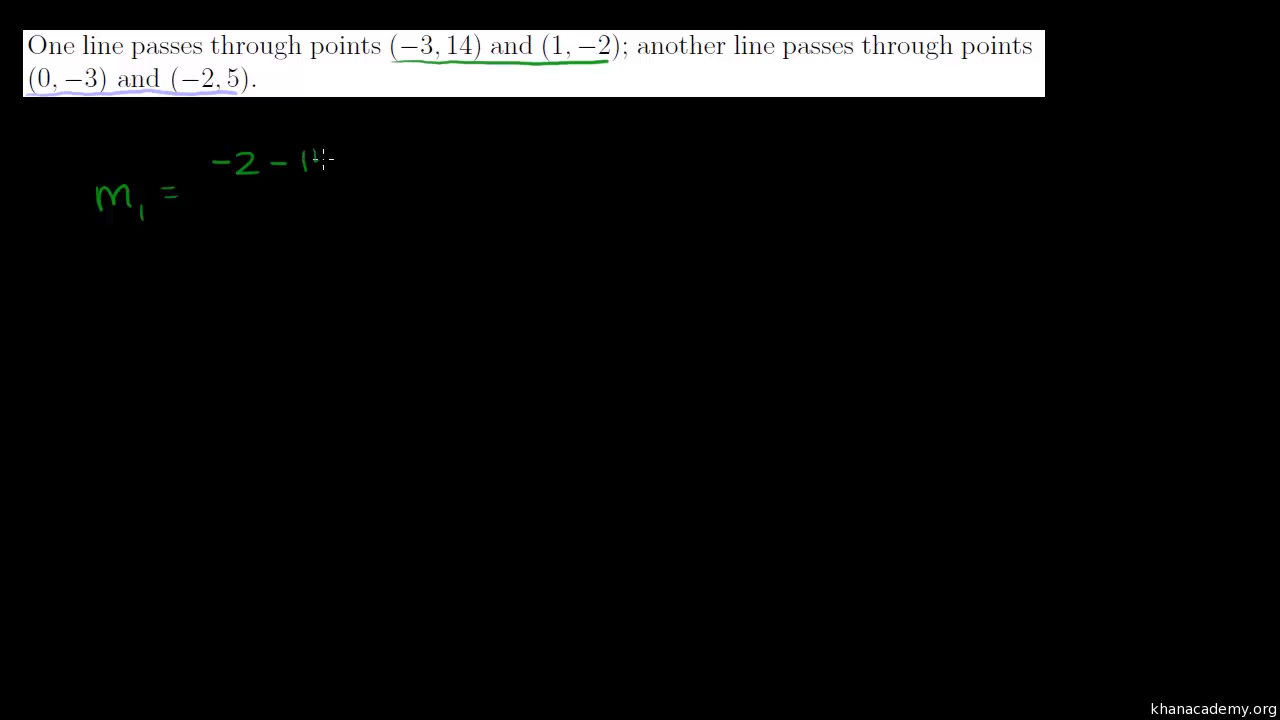 One line passes through points (−3, 14) and (1, −2); another line passes through points
(0, −3) and (−2, 5).
-2 - 14
m₁ =
khanacademy.org